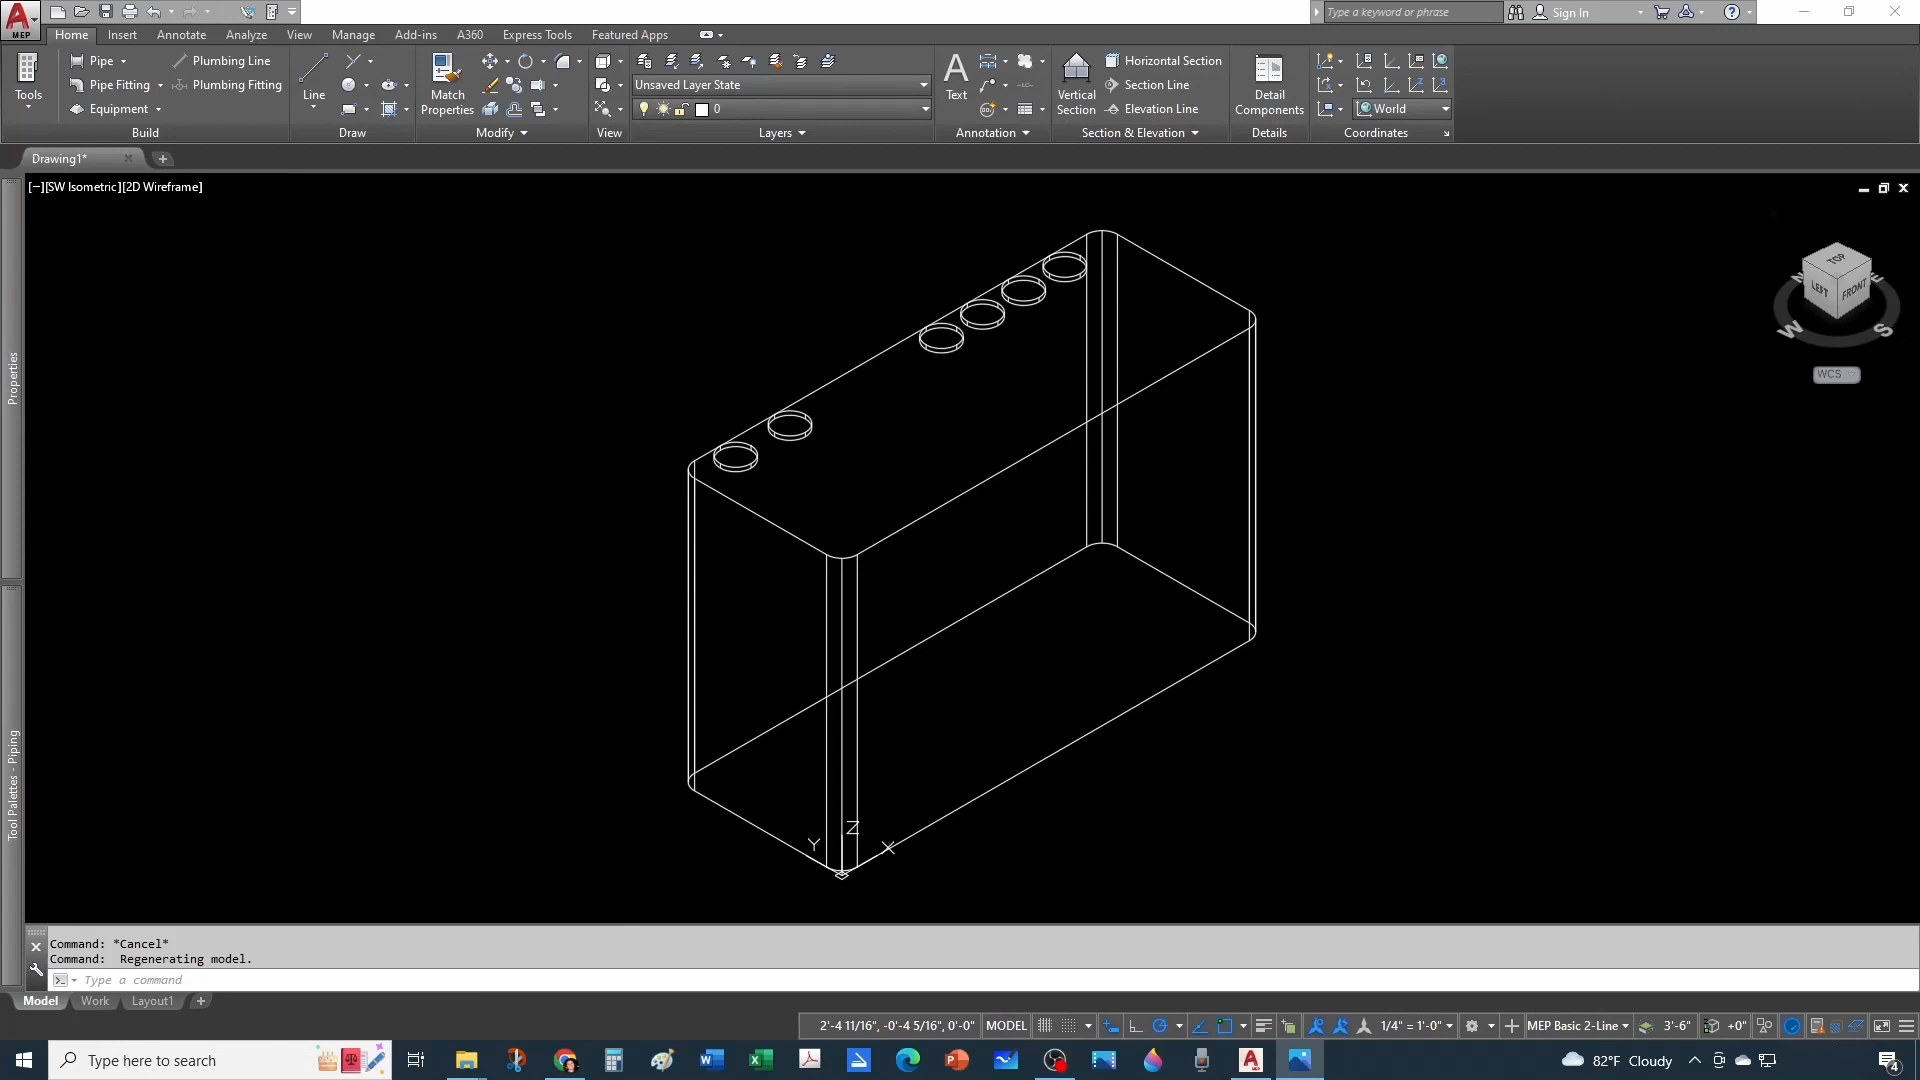 MEP
Type a keyword or phrase
Sign In
Home Insert Annotate Analyze View Manage Add-ins A360 Express Tools Featured Apps
Tools
Pipe
Pipe Fitting
Equipment
Plumbing Line
Plumbing Fitting
Build
Line
Draw
Match
Properties
Modify
View
Unsaved Layer State
0
Layers
A
Text
Annotation
Vertical
Section
Horizontal Section
Section Line
Elevation Line
Section & Elevation
Detail
Components
Details
World
Coordinates
Drawing1*
[−][SW Isometric][2D Wireframe]
Properties
Tool Palettes - Piping
TOP
LEFT
FRONT
N
E
W
S
WCS
Z
Y
X
Command: *Cancel*
Command:  Regenerating model.
Type a command
Model Work Layout1
2'-4 11/16", -0'-4 5/16", 0'-0" MODEL 1/4" = 1'-0" MEP Basic 2-Line 3'-6" +0"
Type here to search
82°F Cloudy
4